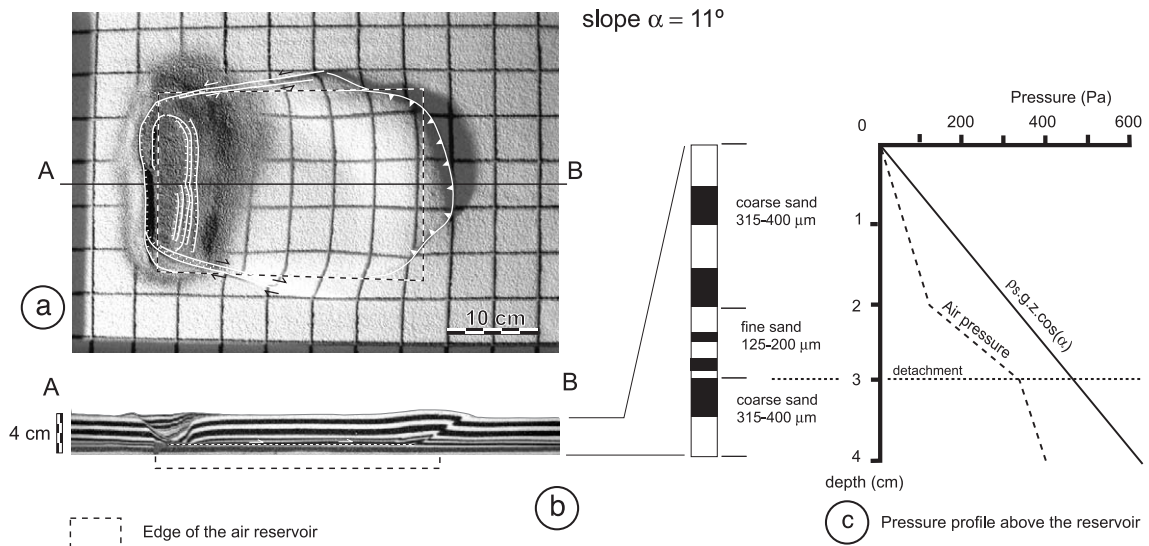 slope α = 11º
A
B
a
10 cm
A
B
4 cm
b
Edge of the air reservoir
coarse sand
315-400 µm
fine sand
125-200 µm
coarse sand
315-400 µm
Pressure (Pa)
0
200
400
600
1
2
3
4
ρs.g.z.cos(α)
Air pressure
detachment
depth (cm)
c
Pressure profile above the reservoir